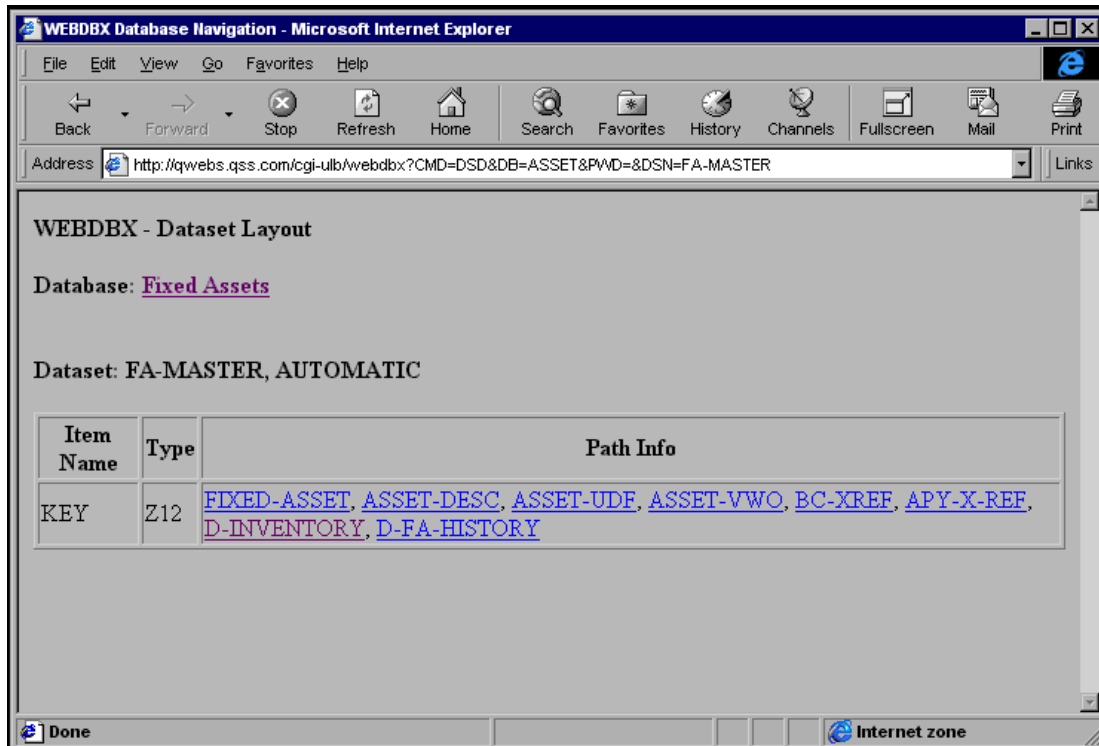 WEBDBX Database Navigation - Microsoft Internet Explorer
File Edit View Go Favorites Help
Back Forward Stop Refresh Home Search Favorites History Channels Fullscreen Mail Print
Address http://qwebs.qss.com/cgi-ulb/webdbx?CMD=DSD&DB=ASSET&PWD=&DSN=FA-MASTER Links
WEBDBX - Dataset Layout
Database: Fixed Assets
Dataset: FA-MASTER, AUTOMATIC
Item Name Type Path Info
KEY Z12 FIXED-ASSET, ASSET-DESC, ASSET-UDF, ASSET-VWO, BC-XREF, APY-X-REF,
D-INVENTORY, D-FA-HISTORY
Done Internet zone